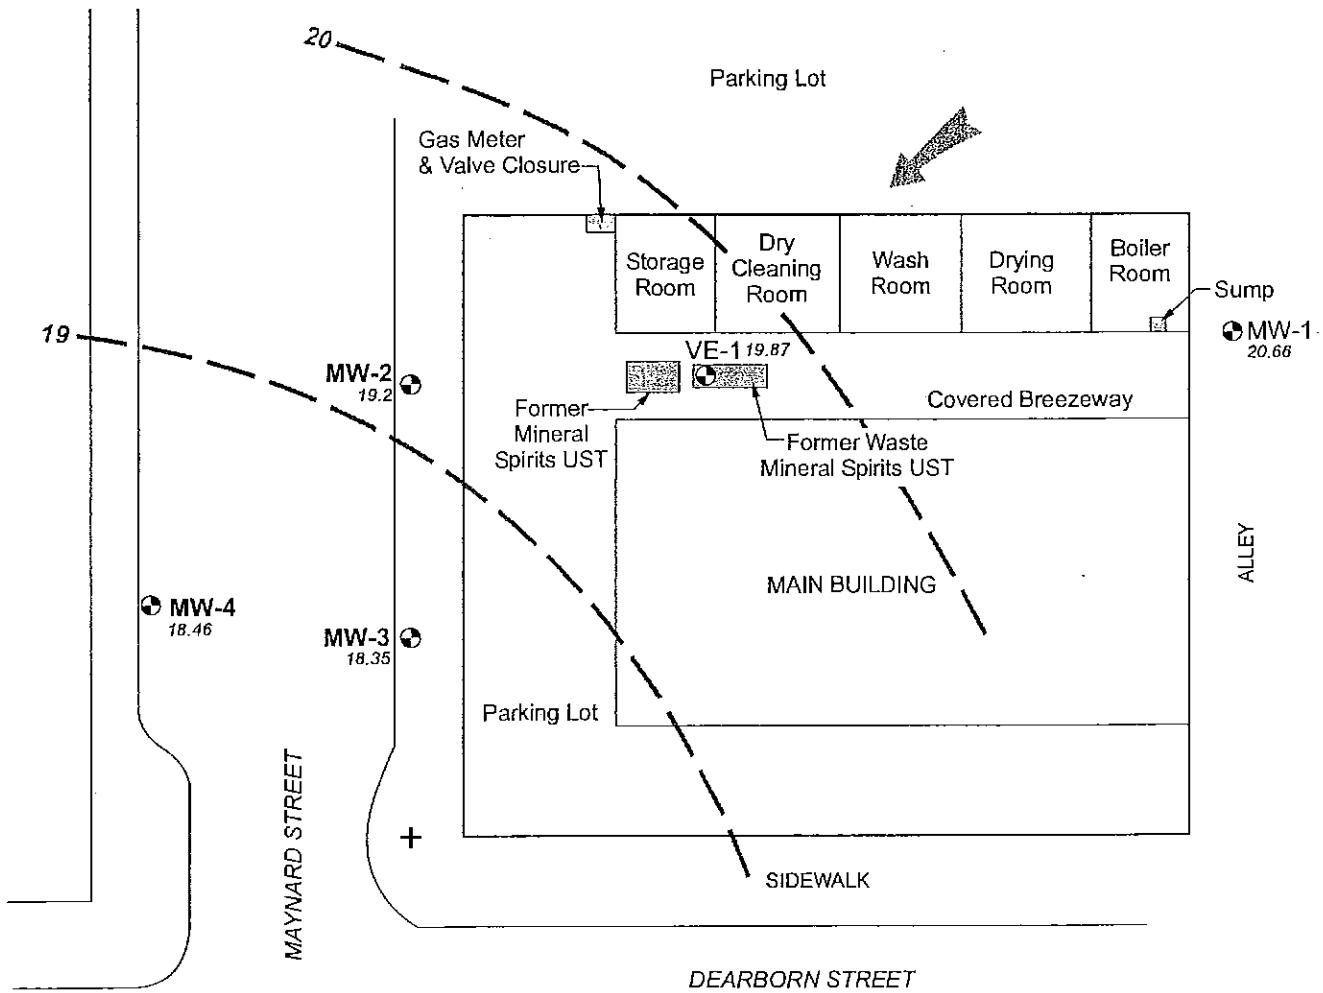 20
Parking Lot
Gas Meter
& Valve Closure
Storage
Room
Dry
Cleaning
Room
Wash
Room
Drying
Room
Boiler
Room
Sump
19
MW-1
20.66
VE-1 19.87
MW-2
19.2
Former
Mineral
Spirits UST
Former Waste
Mineral Spirits UST
Covered Breezeway
MAIN BUILDING
ALLEY
MW-4
18.46
MW-3
18.35
Parking Lot
MAYNARD STREET
SIDEWALK
DEARBORN STREET